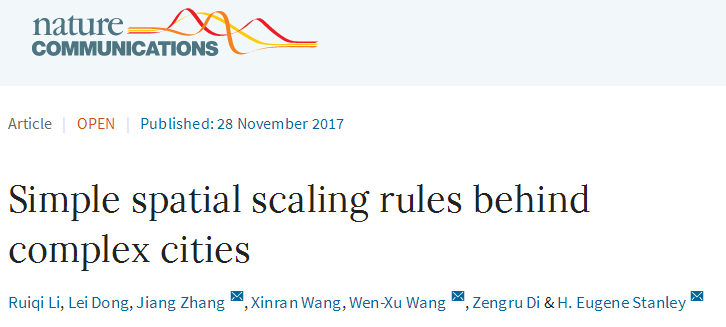 nature
COMMUNICATIONS
Article | OPEN | Published: 28 November 2017
Simple spatial scaling rules behind
complex cities
Ruiqi Li, Lei Dong, Jiang Zhang, Xinran Wang, Wen-Xu Wang, Zengru Di & H. Eugene Stanley